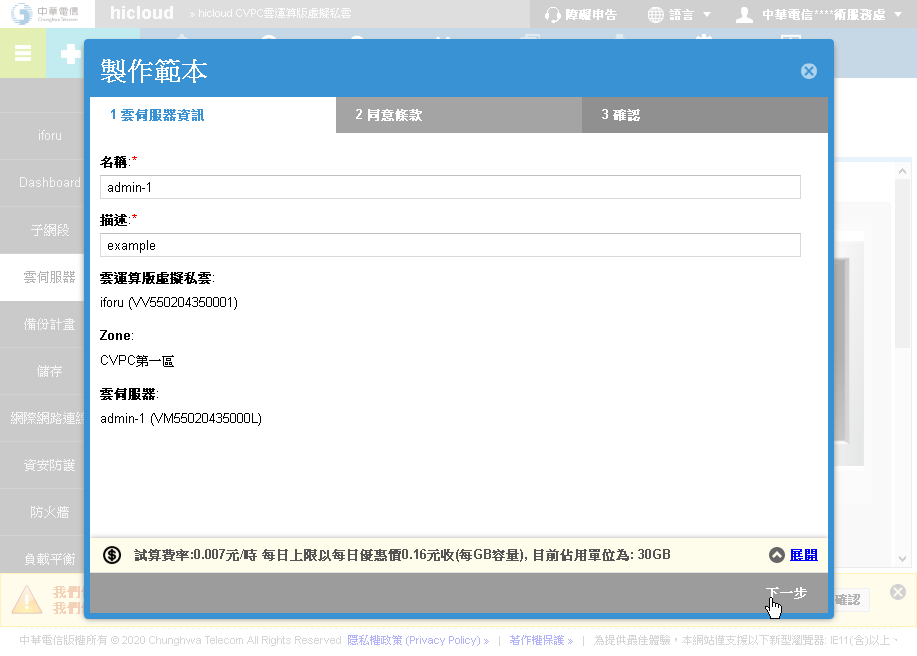 中華電信
Chunghwa Telecom
hicloud » hicloud CVPC雲運算版虛擬私雲
障礙申告 語言 中華電信****術服務處
製作範本
1 雲伺服器資訊 2 同意條款 3 確認
名稱:*
admin-1
描述:*
example
雲運算版虛擬私雲:
iforu (VV550204350001)
Zone:
CVPC第一區
雲伺服器:
admin-1 (VM55020435000L)
試算費率:0.007元/時 每日上限以每日優惠價0.16元收(每GB容量), 目前佔用單位為: 30GB 展開
下一步
iforu
Dashboard
子網段
雲伺服器
備份計畫
儲存
網際網路連線
資安防護
防火牆
負載平衡
我們
我們
確認
中華電信版權所有 © 2020 Chunghwa Telecom All Rights Reserved 隱私權政策 (Privacy Policy) » | 著作權保護 » | 為提供最佳體驗，本網站僅支援以下新型瀏覽器: IE11(含)以上、